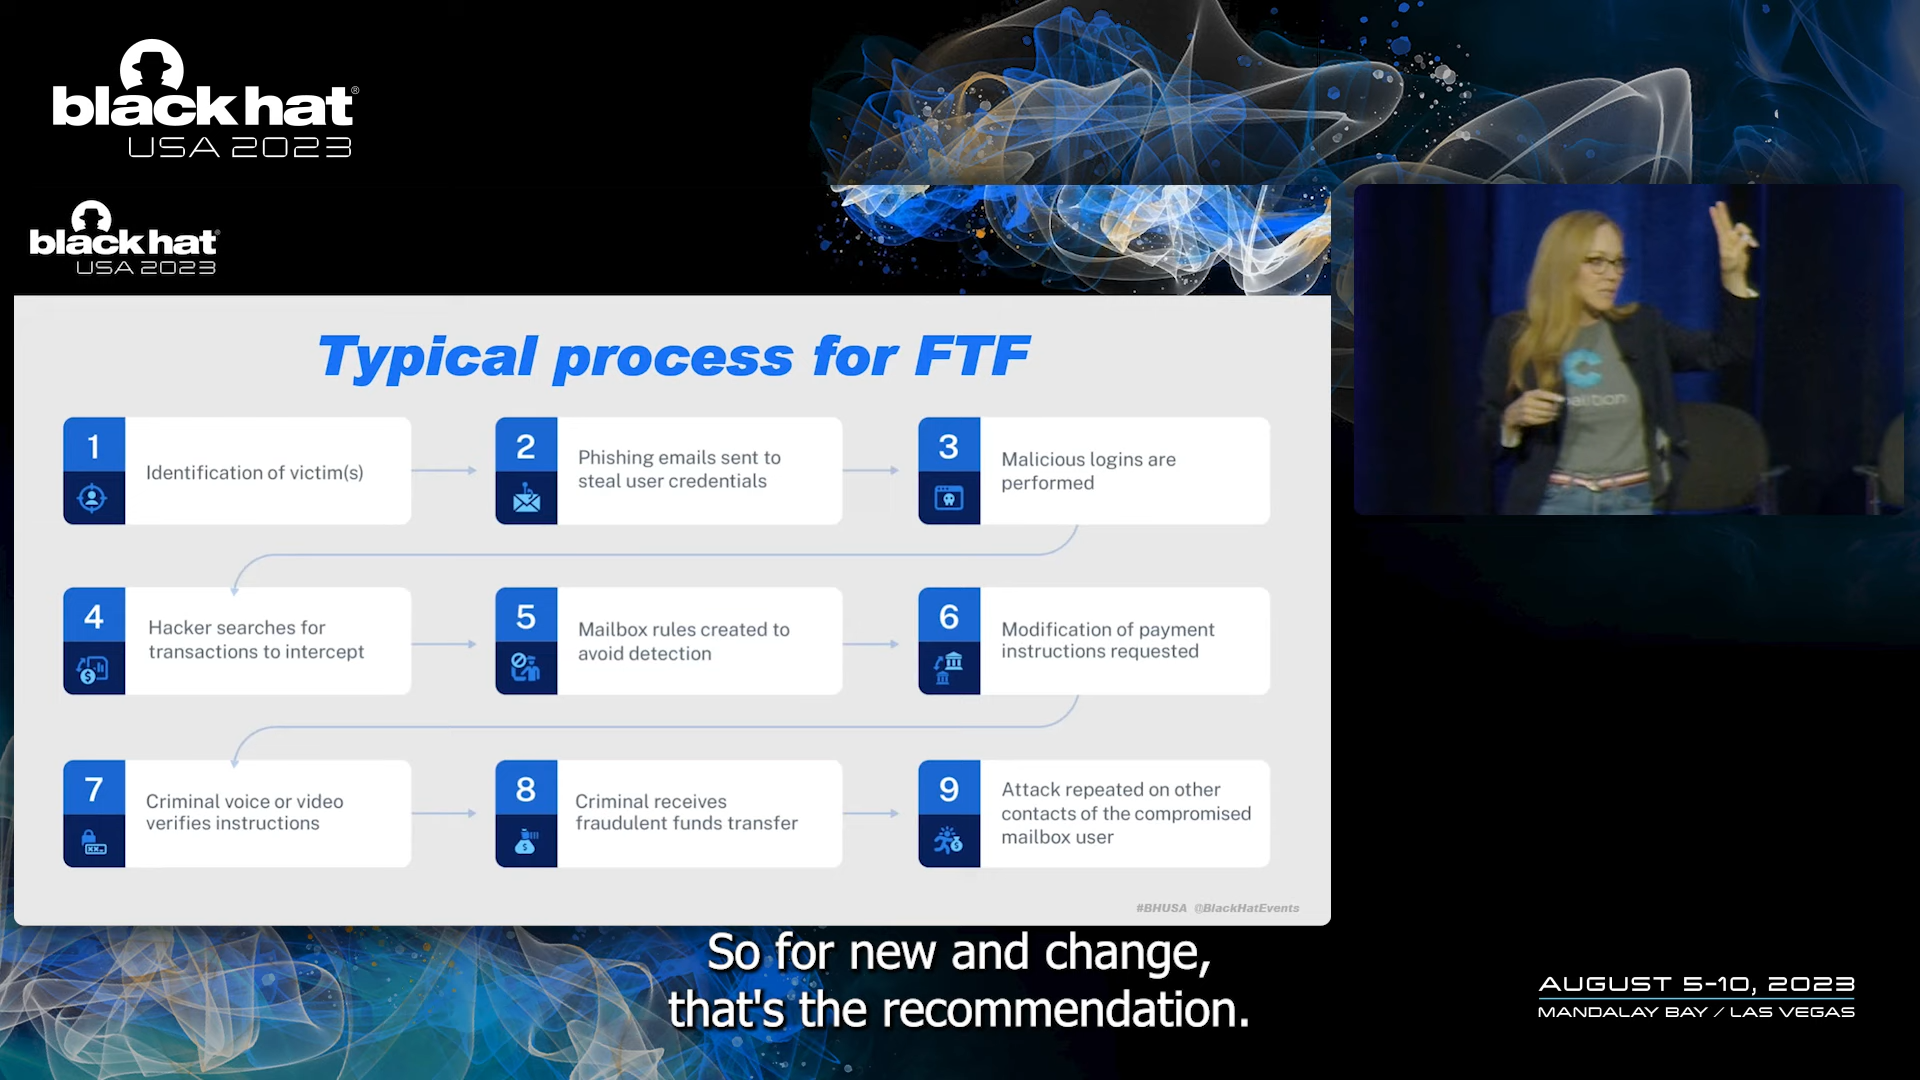 black hat®
USA 2023
black hat®
USA 2023
Typical process for FTF
1
Identification of victim(s)
2
Phishing emails sent to
steal user credentials
3
Malicious logins are
performed
4
Hacker searches for
transactions to intercept
5
Mailbox rules created to
avoid detection
6
Modification of payment
instructions requested
7
Criminal voice or video
verifies instructions
8
Criminal receives
fraudulent funds transfer
9
Attack repeated on other
contacts of the compromised
mailbox user
#BHUSA @BlackHatEvents
So for new and change,
that's the recommendation.
AUGUST 5-10, 2023
MANDALAY BAY / LAS VEGAS